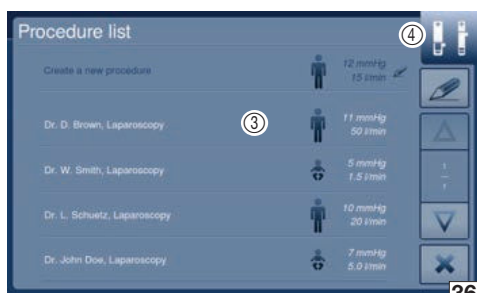 Procedure list
④
Create a new procedure
12 mmHg
15 l/min
③
Dr. D. Brown, Laparoscopy
11 mmHg
50 l/min
Dr. W. Smith, Laparoscopy
5 mmHg
1.5 l/min
1
1
Dr. L. Schuetz, Laparoscopy
10 mmHg
20 l/min
Dr. John Doe, Laparoscopy
7 mmHg
5.0 l/min
36